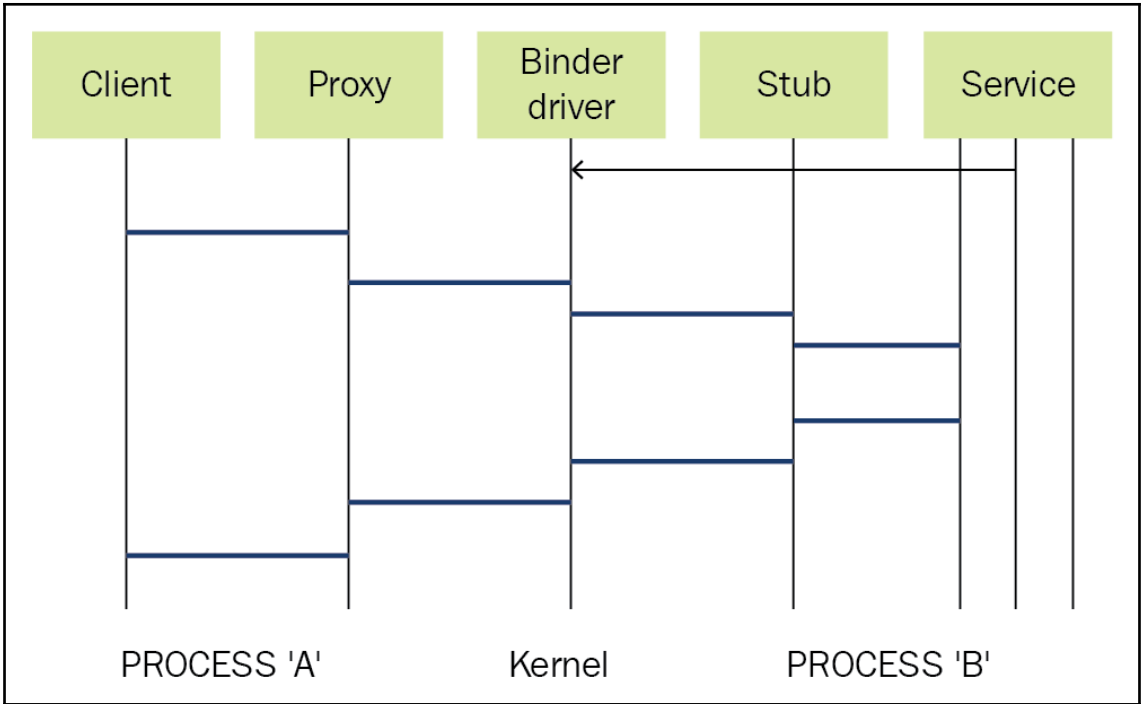 Client
Proxy
Binder
driver
Stub
Service
PROCESS 'A'
Kernel
PROCESS 'B'